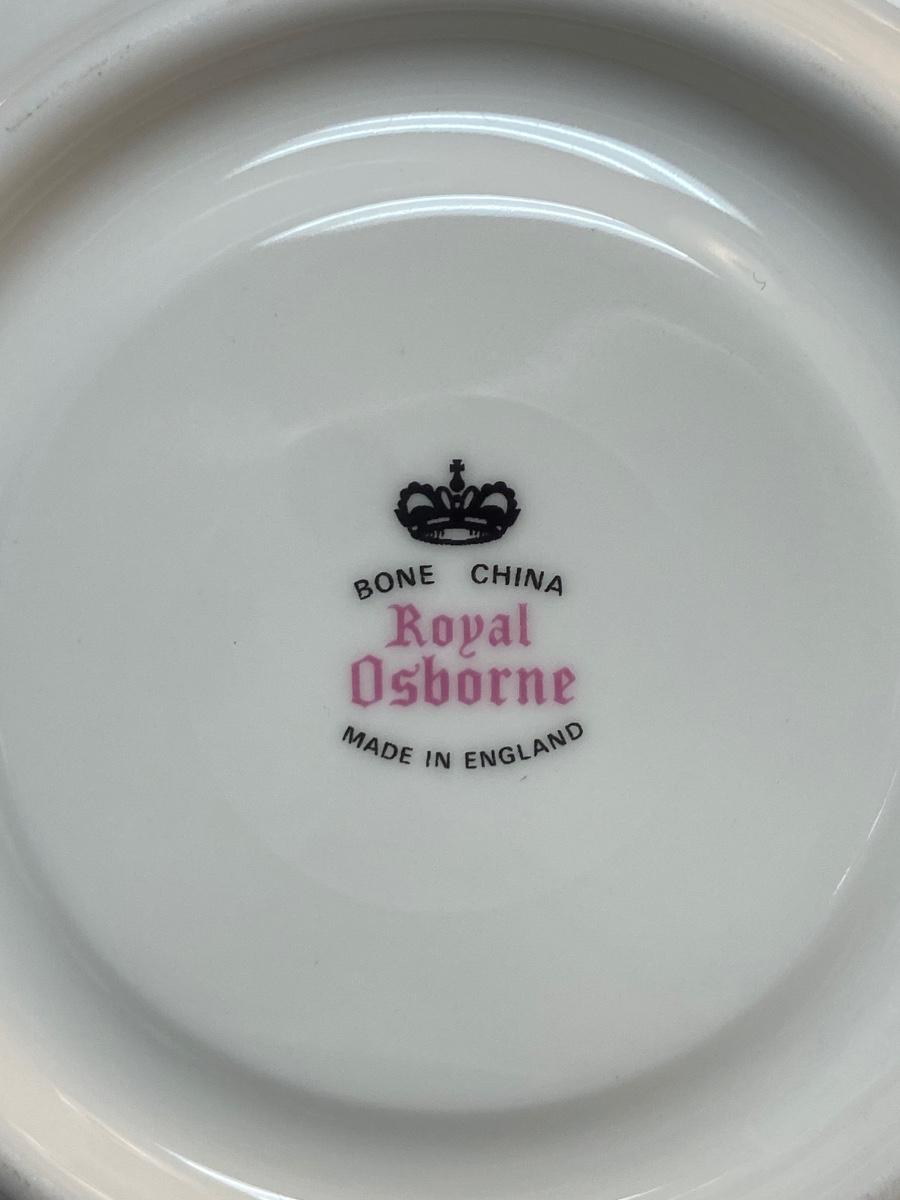 BONE CHINA
Royal
Osborne
MADE IN ENGLAND